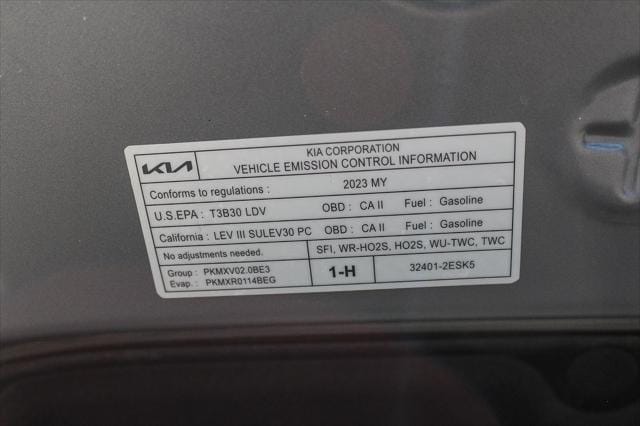 KIA
KIA CORPORATION
VEHICLE EMISSION CONTROL INFORMATION
Conforms to regulations : 2023 MY
U.S.EPA : T3B30 LDV OBD : CA II Fuel : Gasoline
California : LEV III SULEV30 PC OBD : CA II Fuel : Gasoline
No adjustments needed. SFI, WR-HO2S, HO2S, WU-TWC, TWC
Group : PKMXV02.0BE3
Evap. : PKMXR0114BEG
1-H 32401-2ESK5